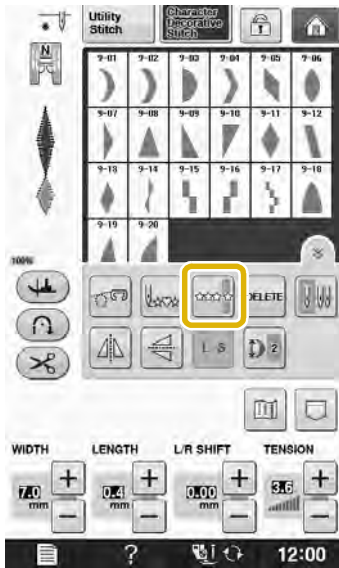 Utility
Stitch
Character
Decorative
Stitch
N
9-01 9-02 9-03 9-04 9-05 9-06
9-07 9-08 9-09 9-10 9-11 9-12
9-13 9-14 9-15 9-16 9-17 9-18
9-19 9-20
100%
DELETE
L-S 2
WIDTH LENGTH L/R SHIFT TENSION
7.0 + 0.4 + 0.00 + 3.6 +
mm mm mm
- - - -
? 12:00